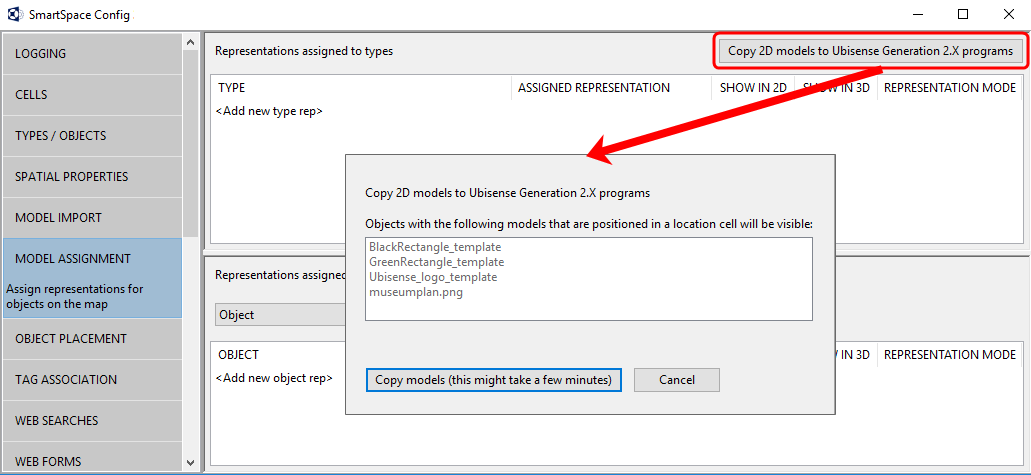 SmartSpace Config
LOGGING
CELLS
TYPES / OBJECTS
SPATIAL PROPERTIES
MODEL IMPORT
MODEL ASSIGNMENT
Assign representations for
objects on the map
OBJECT PLACEMENT
TAG ASSOCIATION
WEB SEARCHES
WEB FORMS
Representations assigned to types
Copy 2D models to Ubisense Generation 2.X programs
TYPE ASSIGNED REPRESENTATION SHOW IN 2D SHOW IN 3D REPRESENTATION MODE
<Add new type rep>
Copy 2D models to Ubisense Generation 2.X programs
Objects with the following models that are positioned in a location cell will be visible:
BlackRectangle_template
GreenRectangle_template
Ubisense_logo_template
museumplan.png
Copy models (this might take a few minutes) Cancel
Representations assigned
Object
OBJECT IN 3D REPRESENTATION MODE
<Add new object rep>